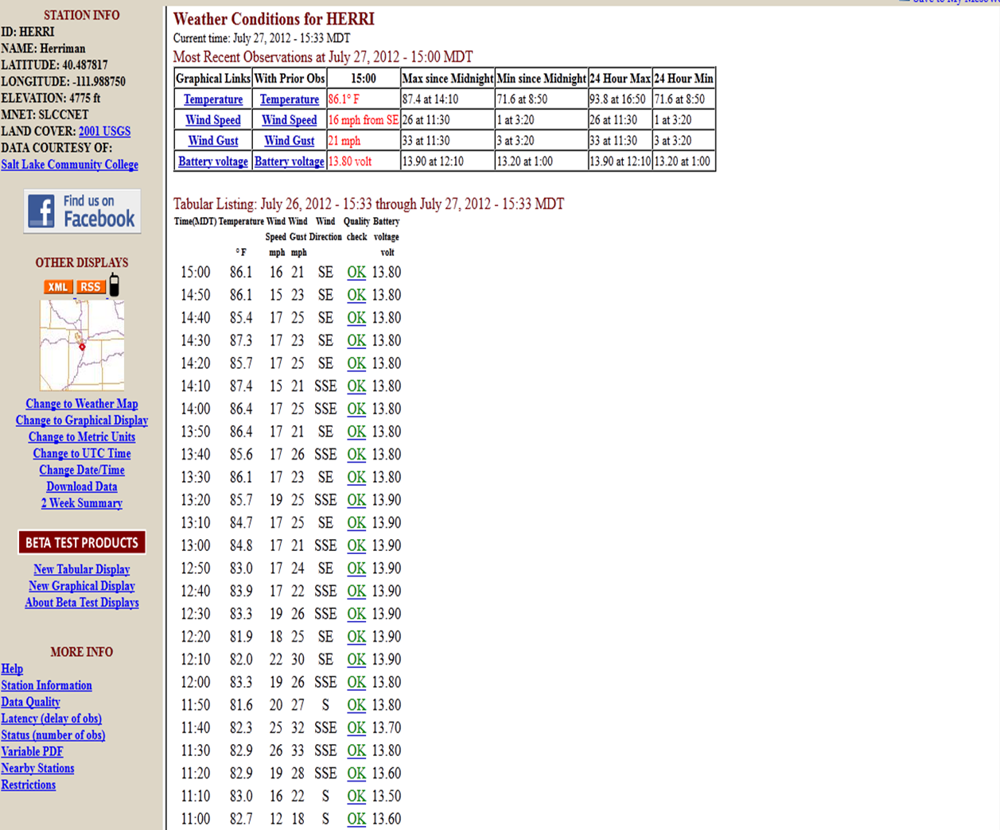 STATION INFO
ID: HERRI
NAME: Herriman
LATITUDE: 40.487817
LONGITUDE: -111.988750
ELEVATION: 4775 ft
MNET: SLCCNET
LAND COVER: 2001 USGS
DATA COURTESY OF:
Salt Lake Community College
Find us on
Facebook
OTHER DISPLAYS
XML RSS
Change to Weather Map
Change to Graphical Display
Change to Metric Units
Change to UTC Time
Change Date/Time
Download Data
2 Week Summary
BETA TEST PRODUCTS
New Tabular Display
New Graphical Display
About Beta Test Displays
MORE INFO
Help
Station Information
Data Quality
Latency (delay of obs)
Status (number of obs)
Variable PDF
Nearby Stations
Restrictions
Weather Conditions for HERRI
Current time: July 27, 2012 - 15:33 MDT
Most Recent Observations at July 27, 2012 - 15:00 MDT
Graphical Links With Prior Obs 15:00 Max since Midnight Min since Midnight 24 Hour Max 24 Hour Min
Temperature Temperature 86.1° F 87.4 at 14:10 71.6 at 8:50 93.8 at 16:50 71.6 at 8:50
Wind Speed Wind Speed 16 mph from SE 26 at 11:30 1 at 3:20 26 at 11:30 1 at 3:20
Wind Gust Wind Gust 21 mph 33 at 11:30 3 at 3:20 33 at 11:30 3 at 3:20
Battery voltage Battery voltage 13.80 volt 13.90 at 12:10 13.20 at 1:00 13.90 at 12:10 13.20 at 1:00
Tabular Listing: July 26, 2012 - 15:33 through July 27, 2012 - 15:33 MDT
Time(MDT) Temperature Wind Wind Wind Quality Battery
Speed Gust Direction check voltage
° F mph mph volt
15:00 86.1 16 21 SE OK 13.80
14:50 86.1 15 23 SE OK 13.80
14:40 85.4 17 25 SE OK 13.80
14:30 87.3 17 23 SE OK 13.80
14:20 85.7 17 25 SE OK 13.80
14:10 87.4 15 21 SSE OK 13.80
14:00 86.4 17 25 SSE OK 13.80
13:50 86.4 17 21 SE OK 13.80
13:40 85.6 17 26 SSE OK 13.80
13:30 86.1 17 23 SE OK 13.80
13:20 85.7 19 25 SSE OK 13.90
13:10 84.7 17 25 SE OK 13.90
13:00 84.8 17 21 SSE OK 13.90
12:50 83.0 17 24 SE OK 13.90
12:40 83.9 17 22 SSE OK 13.90
12:30 83.3 19 26 SSE OK 13.90
12:20 81.9 18 25 SE OK 13.90
12:10 82.0 22 30 SE OK 13.90
12:00 83.3 19 26 SSE OK 13.80
11:50 81.6 20 27 S OK 13.80
11:40 82.3 25 32 SSE OK 13.70
11:30 82.9 26 33 SSE OK 13.80
11:20 82.9 19 28 SSE OK 13.60
11:10 83.0 16 22 S OK 13.50
11:00 82.7 12 18 S OK 13.60